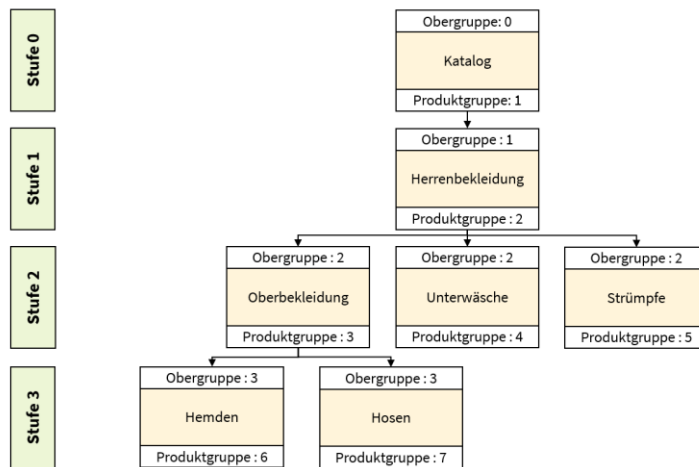 Stufe 0
Obergruppe: 0
Katalog
Produktgruppe: 1
Stufe 1
Obergruppe : 1
Herrenbekleidung
Produktgruppe : 2
Stufe 2
Obergruppe : 2
Oberbekleidung
Produktgruppe : 3
Obergruppe : 2
Unterwäsche
Produktgruppe : 4
Obergruppe : 2
Strümpfe
Produktgruppe : 5
Stufe 3
Obergruppe : 3
Hemden
Produktgruppe : 6
Obergruppe : 3
Hosen
Produktgruppe : 7